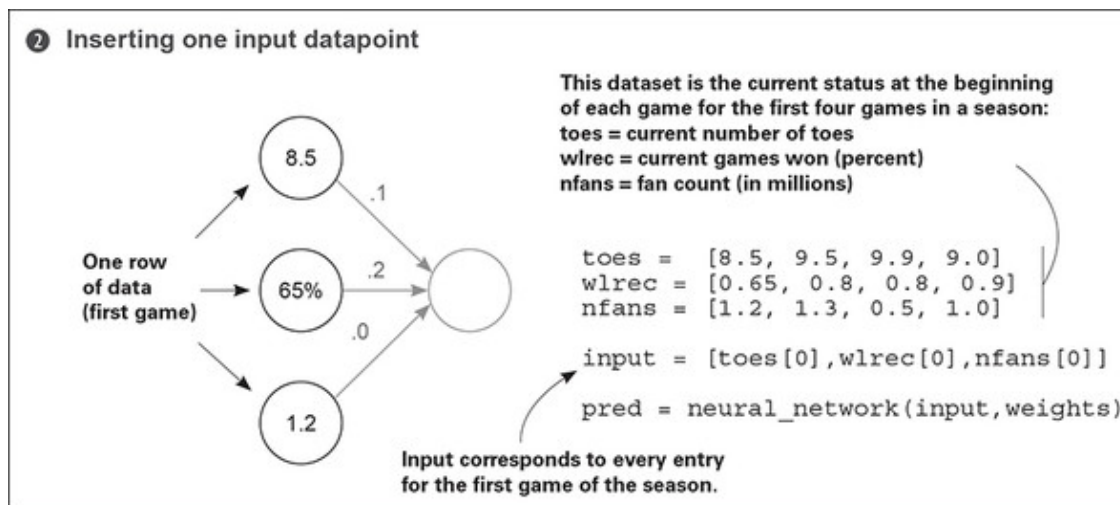 2 Inserting one input datapoint
This dataset is the current status at the beginning
of each game for the first four games in a season:
toes = current number of toes
wlrec = current games won (percent)
nfans = fan count (in millions)
8.5
.1
One row
of data
(first game)
65%
.2
.0
1.2
toes =  [8.5, 9.5, 9.9, 9.0]
wlrec = [0.65, 0.8, 0.8, 0.9]
nfans = [1.2, 1.3, 0.5, 1.0]
input = [toes[0],wlrec[0],nfans[0]]
pred = neural_network(input,weights)
Input corresponds to every entry
for the first game of the season.